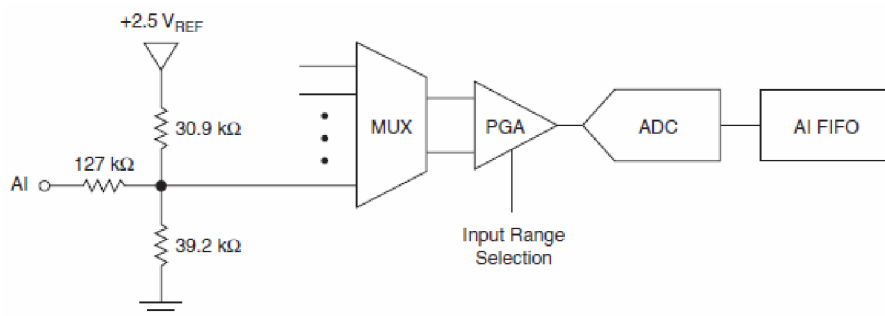 +2.5 VREF
30.9 kΩ
127 kΩ
AI
39.2 kΩ
MUX
PGA
ADC
AI FIFO
Input Range
Selection